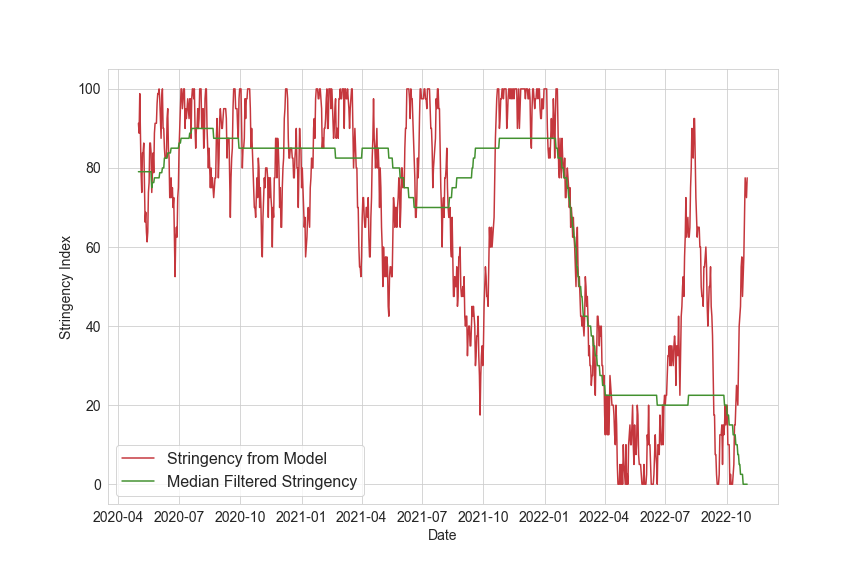 100
80
60
40
20
0
Stringency Index
Stringency from Model
Median Filtered Stringency
2020-04 2020-07 2020-10 2021-01 2021-04 2021-07 2021-10 2022-01 2022-04 2022-07 2022-10
Date